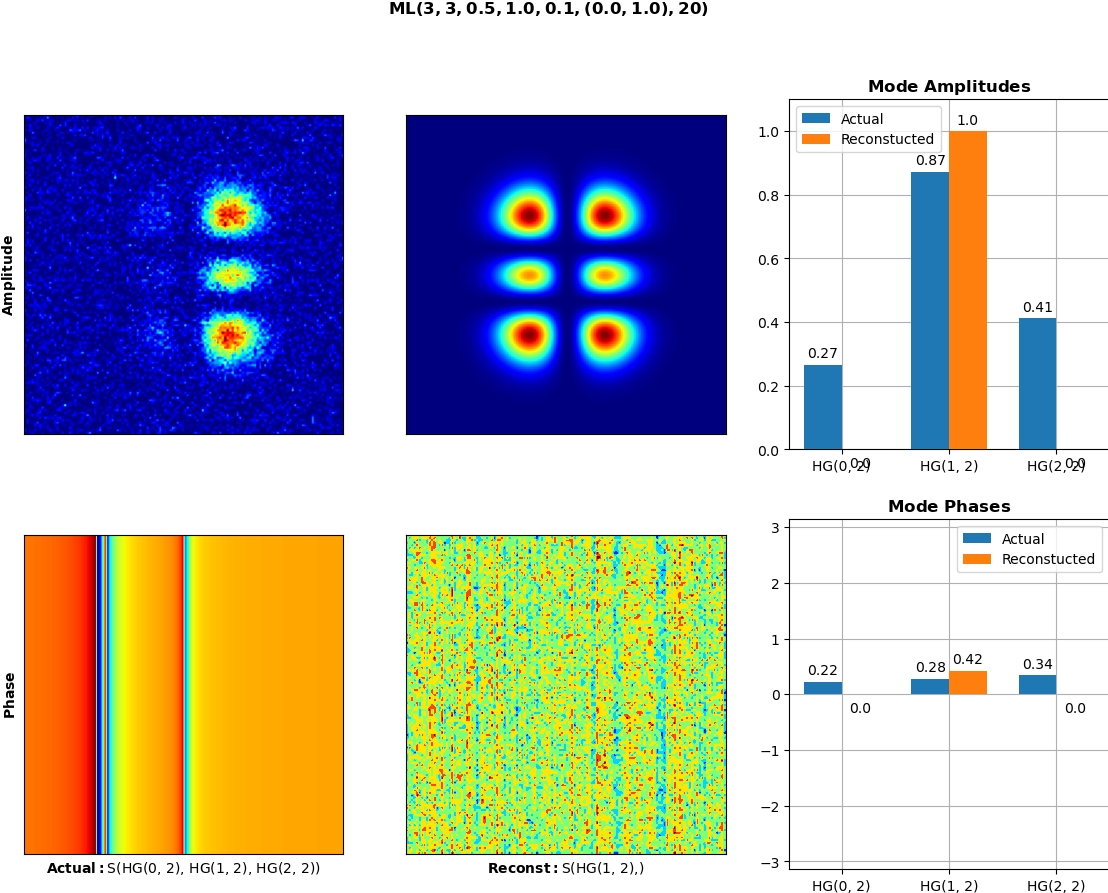 ML(3, 3, 0.5, 1.0, 0.1, (0.0, 1.0), 20)
Amplitude
Mode Amplitudes
Actual
Reconstucted
1.0
0.8
0.6
0.4
0.2
0.0
0.27
0.87
1.0
0.41
0.0
0.0
HG(0, 2)
HG(1, 2)
HG(2, 2)
Phase
Actual: S(HG(0, 2), HG(1, 2), HG(2, 2))
Reconst: S(HG(1, 2),)
Mode Phases
Actual
Reconstucted
3
2
1
0
−1
−2
−3
0.22
0.0
0.28
0.42
0.34
0.0
HG(0, 2)
HG(1, 2)
HG(2, 2)